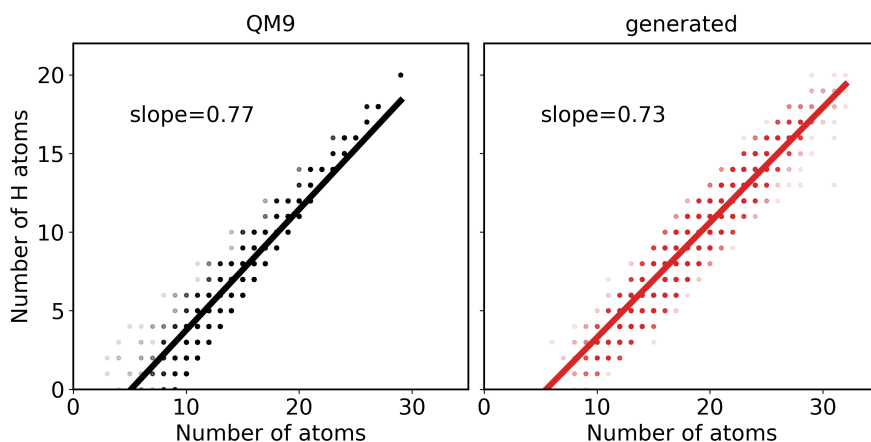 QM9
generated
slope=0.77
slope=0.73
Number of H atoms
20
15
10
5
0
0
10
20
30
0
10
20
30
Number of atoms
Number of atoms